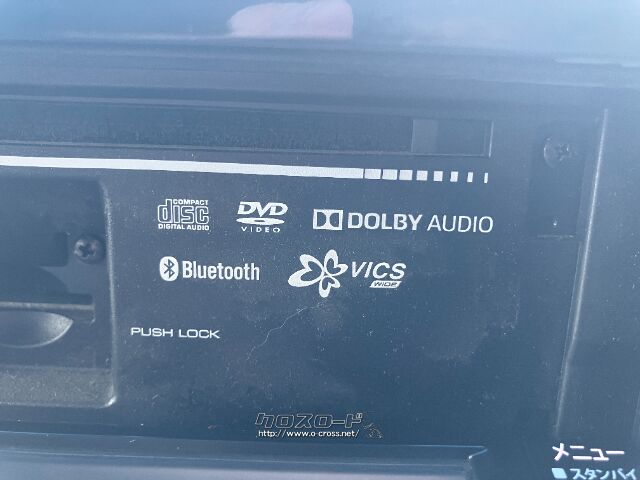 COMPACT
disc
DIGITAL AUDIO
DVD
VIDEO
DOLBY AUDIO
Bluetooth
VICS
WIDE
PUSH LOCK
クロスロード
http://www.o-cross.net/
メニュー
スタンバイ